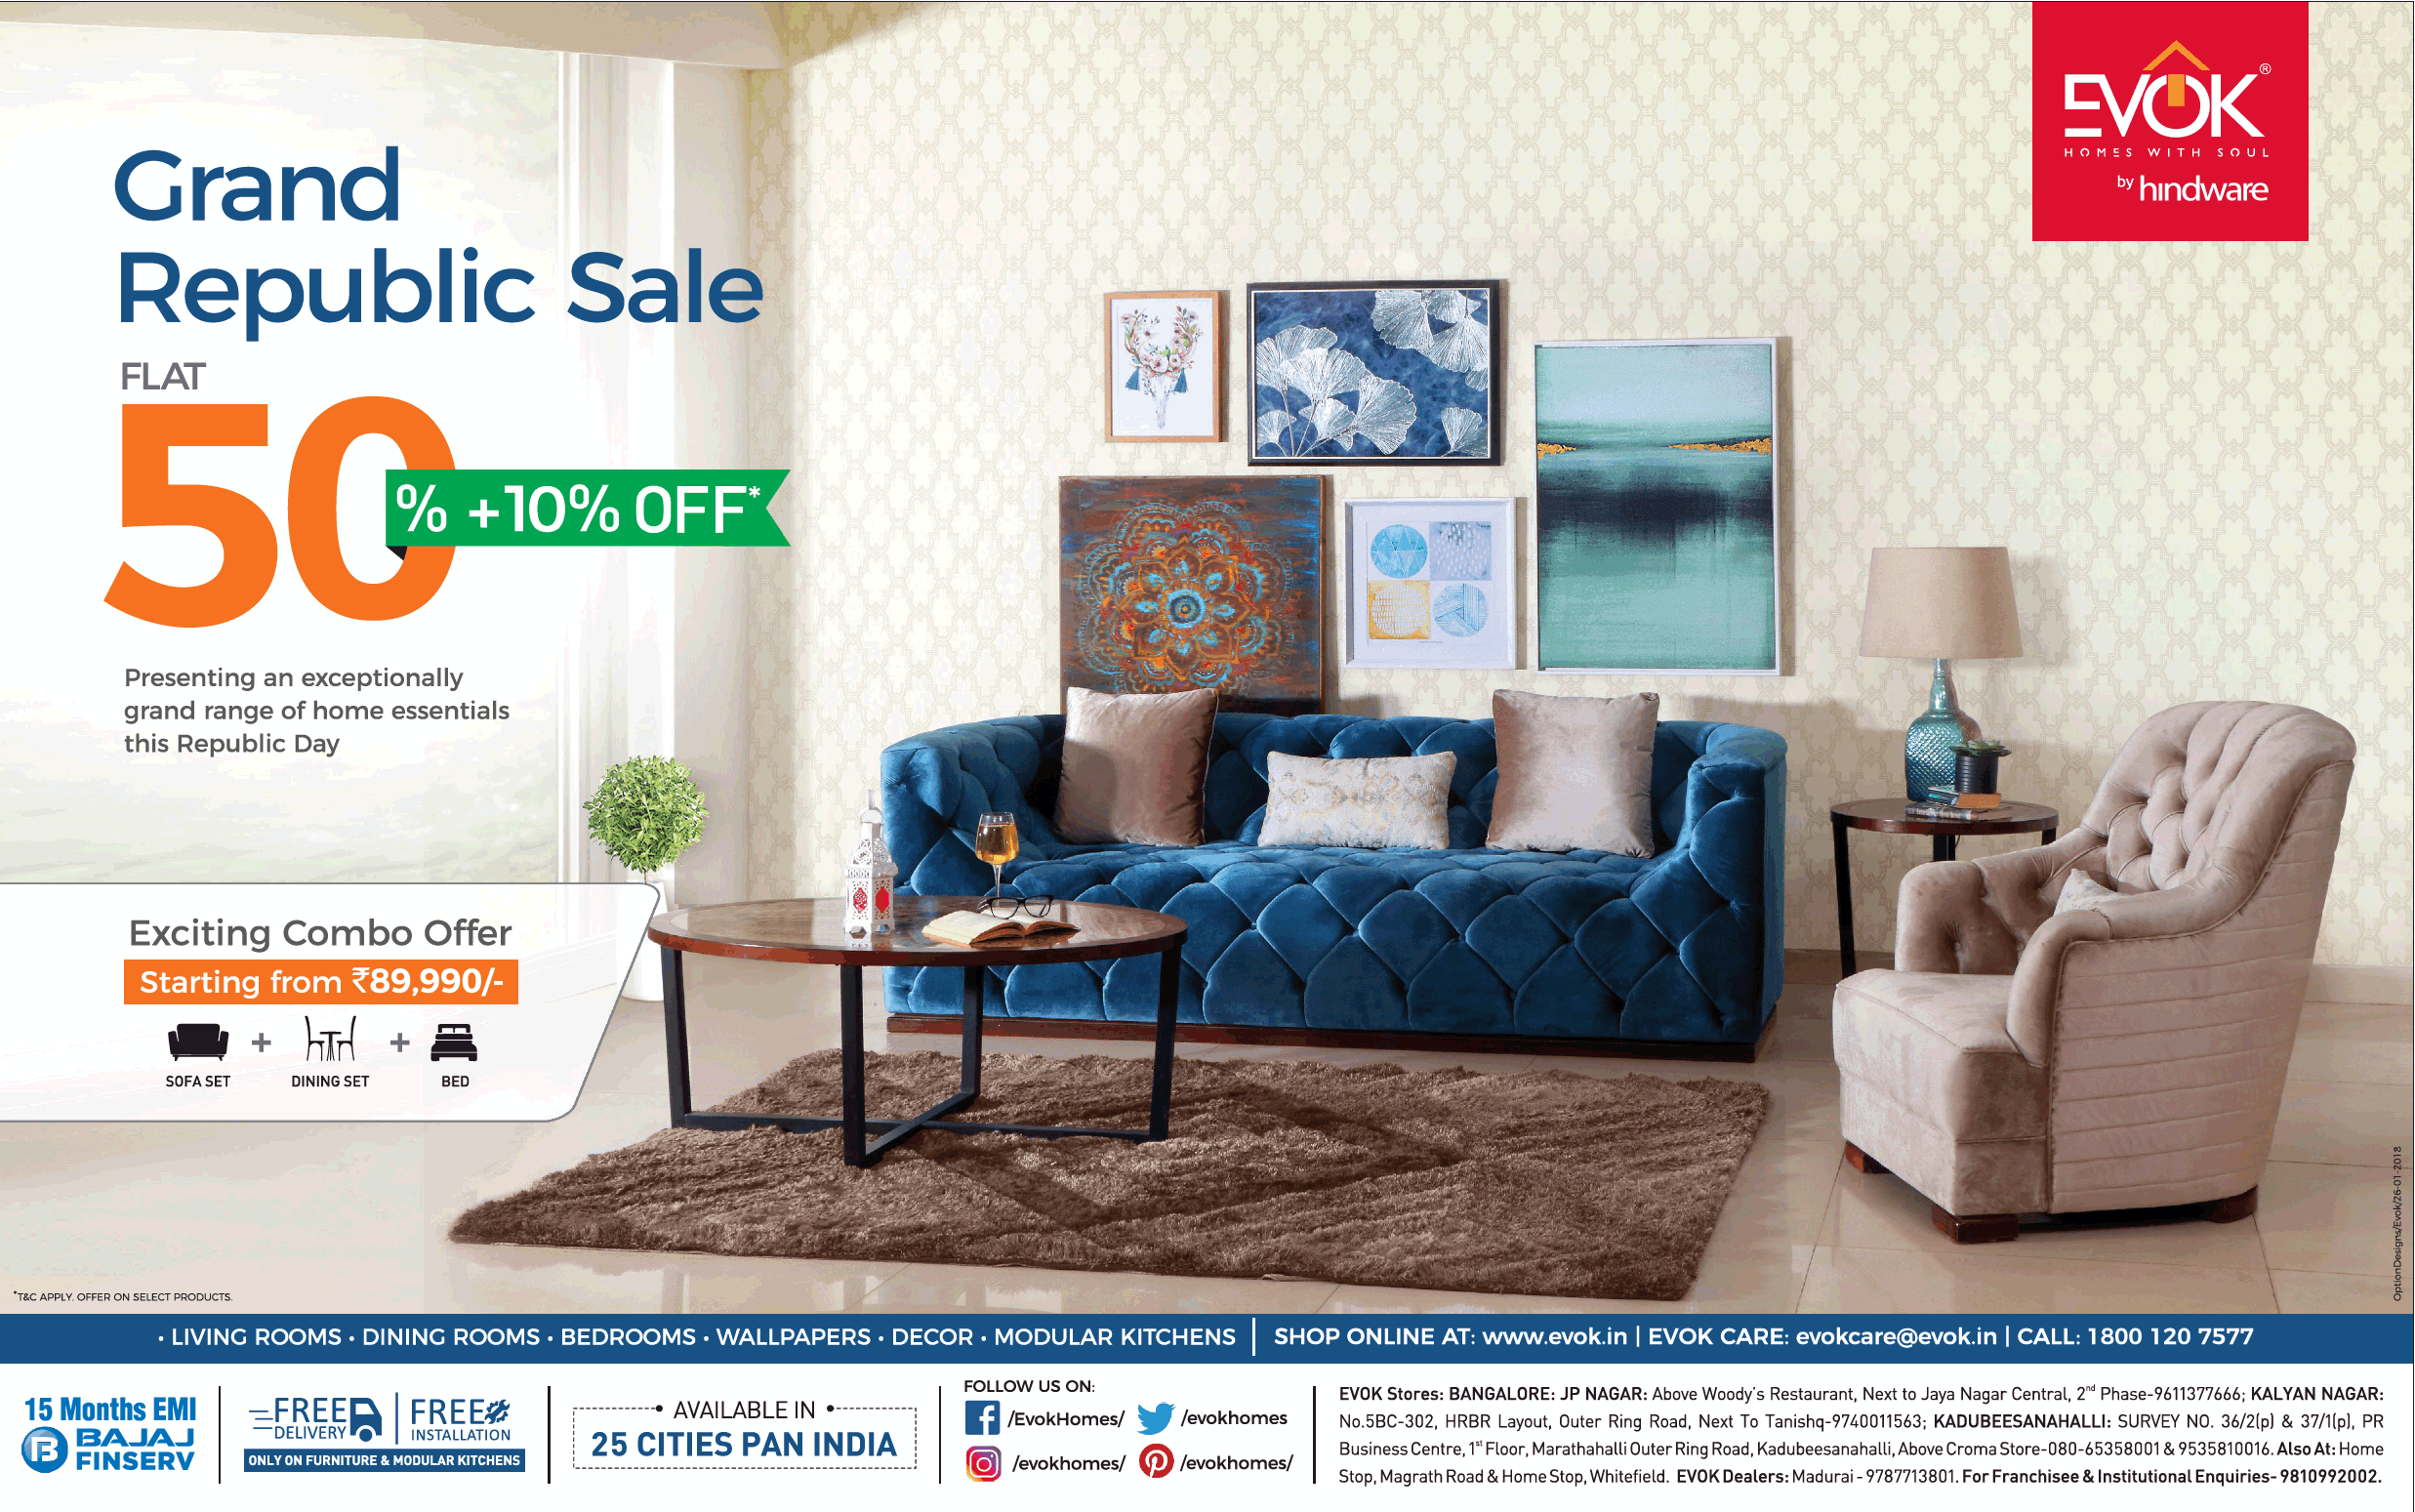 EVOK®
HOMES WITH SOUL
by hindware
Grand
Republic Sale
FLAT
50% +10% OFF*
Presenting an exceptionally
grand range of home essentials
this Republic Day
Exciting Combo Offer
Starting from ₹89,990/-
+ +
SOFA SET DINING SET BED
OptionDesigns/Evok/26-01-2018
*T&C APPLY. OFFER ON SELECT PRODUCTS.
• LIVING ROOMS • DINING ROOMS • BEDROOMS • WALLPAPERS • DECOR • MODULAR KITCHENS | SHOP ONLINE AT: www.evok.in | EVOK CARE: evokcare@evok.in | CALL: 1800 120 7577
15 Months EMI
B BAJAJ
FINSERV
FREE DELIVERY | FREE INSTALLATION
ONLY ON FURNITURE & MODULAR KITCHENS
• AVAILABLE IN •
25 CITIES PAN INDIA
FOLLOW US ON:
/EvokHomes/ /evokhomes
/evokhomes/ /evokhomes/
EVOK Stores: BANGALORE: JP NAGAR: Above Woody's Restaurant, Next to Jaya Nagar Central, 2nd Phase-9611377666; KALYAN NAGAR:
No.5BC-302, HRBR Layout, Outer Ring Road, Next To Tanishq-9740011563; KADUBEESANAHALLI: SURVEY NO. 36/2(p) & 37/1(p), PR
Business Centre, 1st Floor, Marathahalli Outer Ring Road, Kadubeesanahalli, Above Croma Store-080-65358001 & 9535810016. Also At: Home
Stop, Magrath Road & Home Stop, Whitefield. EVOK Dealers: Madurai - 9787713801. For Franchisee & Institutional Enquiries- 9810992002.